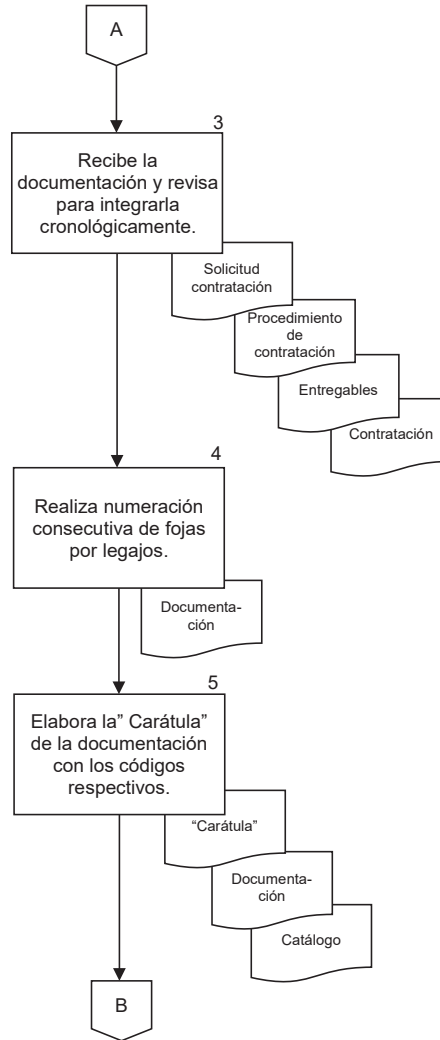 A
3
Recibe la
documentación y revisa
para integrarla
cronológicamente.
Solicitud
contratación
Procedimiento
de
contratación
Entregables
Contratación
4
Realiza numeración
consecutiva de fojas
por legajos.
Documenta-
ción
5
Elabora la” Carátula”
de la documentación
con los códigos
respectivos.
“Carátula”
Documenta-
ción
Catálogo
B